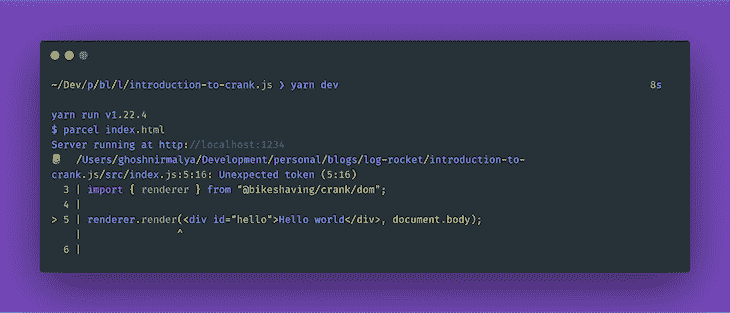 ~/Dev/p/bl/l/introduction-to-crank.js ❯ yarn dev 8s
yarn run v1.22.4
$ parcel index.html
Server running at http://localhost:1234
/Users/ghoshnirmalya/Development/personal/blogs/log-rocket/introduction-to-
crank.js/src/index.js:5:16: Unexpected token (5:16)
3 | import { renderer } from "@bikeshaving/crank/dom";
4 |
> 5 | renderer.render(<div id="hello">Hello world</div>, document.body);
| ^
6 |